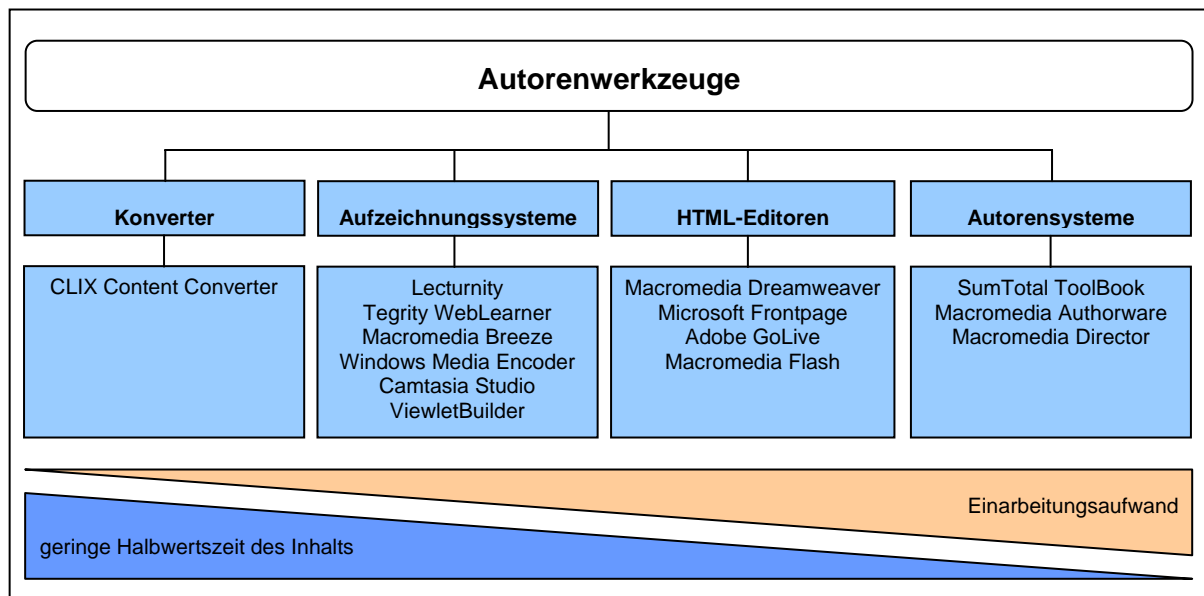 Autorenwerkzeuge
Konverter
Aufzeichnungssysteme
HTML-Editoren
Autorensysteme
CLIX Content Converter
Lecturnity
Tegrity WebLearner
Macromedia Breeze
Windows Media Encoder
Camtasia Studio
ViewletBuilder
Macromedia Dreamweaver
Microsoft Frontpage
Adobe GoLive
Macromedia Flash
SumTotal ToolBook
Macromedia Authorware
Macromedia Director
Einarbeitungsaufwand
geringe Halbwertszeit des Inhalts